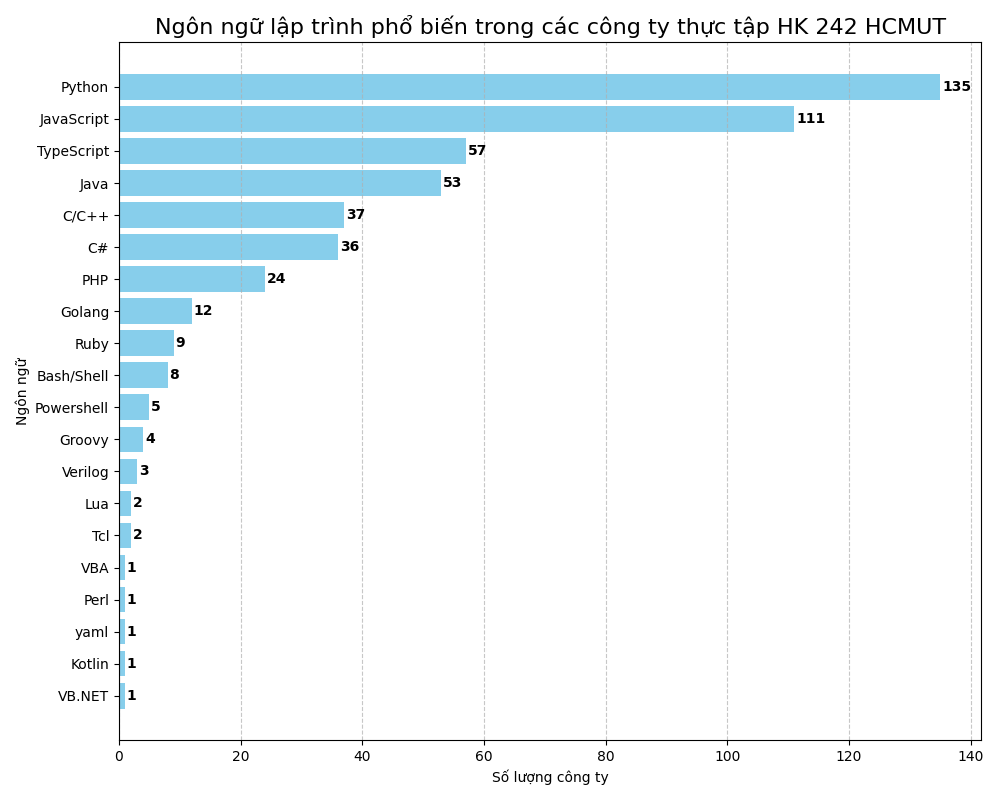 Ngôn ngữ lập trình phổ biến trong các công ty thực tập HK 242 HCMUT
Python 135
JavaScript 111
TypeScript 57
Java 53
C/C++ 37
C# 36
PHP 24
Golang 12
Ruby 9
Bash/Shell 8
Powershell 5
Groovy 4
Verilog 3
Lua 2
Tcl 2
VBA 1
Perl 1
yaml 1
Kotlin 1
VB.NET 1
Ngôn ngữ
0 20 40 60 80 100 120 140
Số lượng công ty